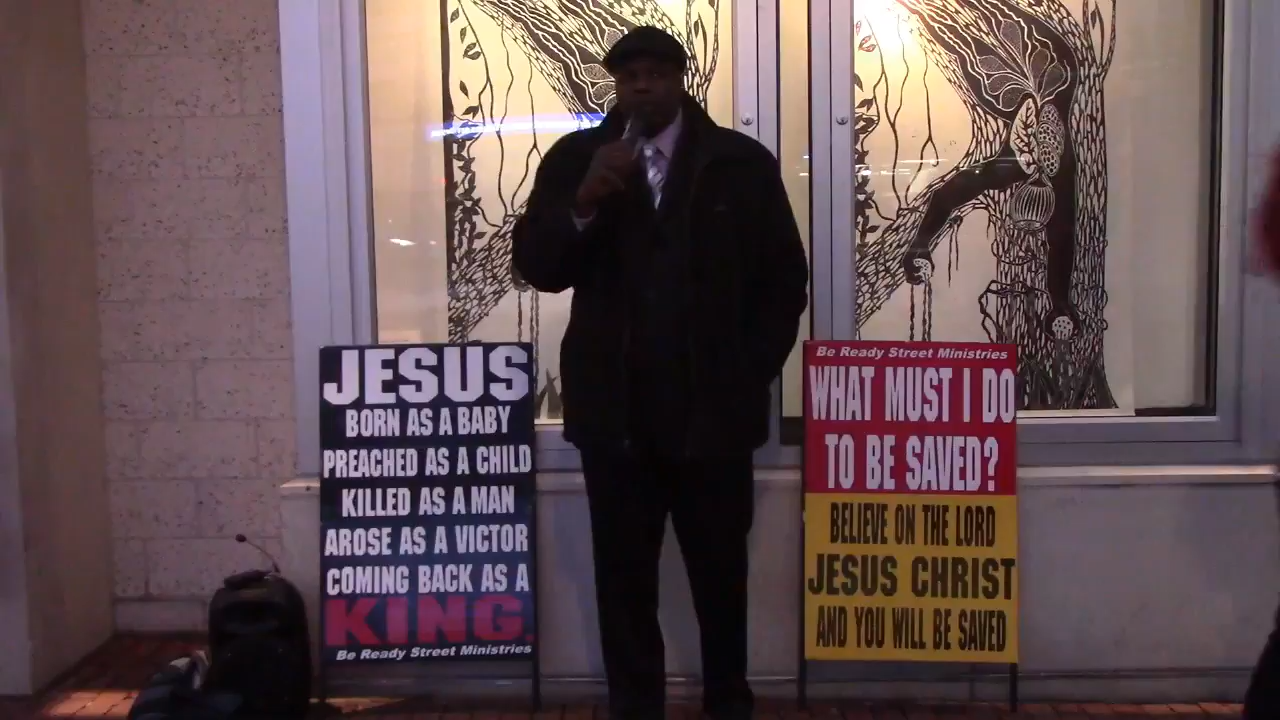 JESUS
BORN AS A BABY
PREACHED AS A CHILD
KILLED AS A MAN
AROSE AS A VICTOR
COMING BACK AS A
KING.
Be Ready Street Ministries
Be Ready Street Ministries
WHAT MUST I DO
TO BE SAVED?
BELIEVE ON THE LORD
JESUS CHRIST
AND YOU WILL BE SAVED